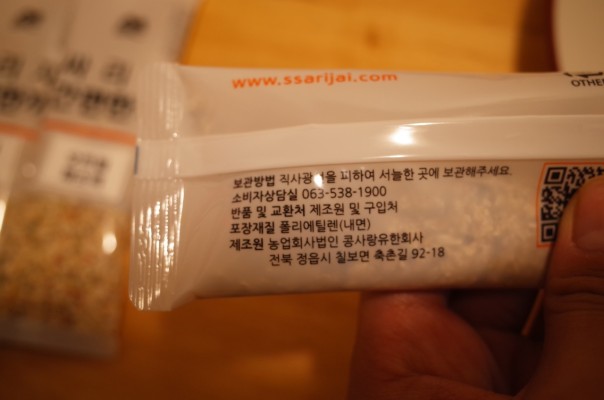 www.ssarijai.com
OTHER
보관방법 직사광선을 피하여 서늘한 곳에 보관해주세요.
소비자상담실 063-538-1900
반품 및 교환처 제조원 및 구입처
포장재질 폴리에틸렌(내면)
제조원 농업회사법인 콩사랑유한회사
전북 정읍시 칠보면 축촌길 92-18